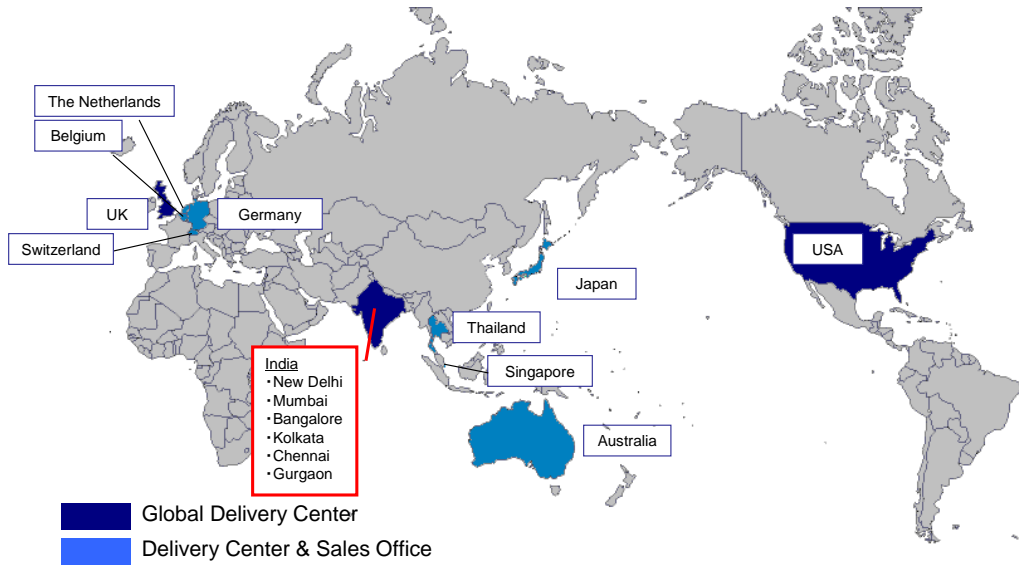 The Netherlands
Belgium
UK
Germany
Switzerland
USA
Japan
Thailand
Singapore
India
・New Delhi
・Mumbai
・Bangalore
・Kolkata
・Chennai
・Gurgaon
Australia
Global Delivery Center
Delivery Center & Sales Office